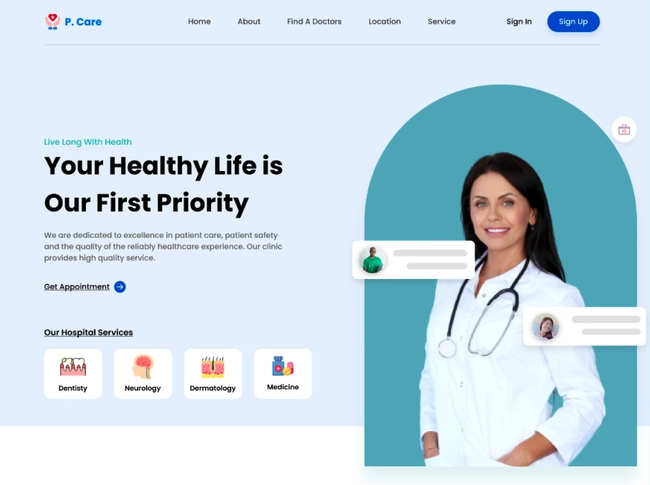 P. Care
Home
About
Find A Doctors
Location
Service
Sign In
Sign Up
Live Long With Health
Your Healthy Life is
Our First Priority
We are dedicated to excellence in patient care, patient safety
and the quality of the reliably healthcare experience. Our clinic
provides high quality service.
Get Appointment
Our Hospital Services
Dentisty
Neurology
Dermatology
Medicine